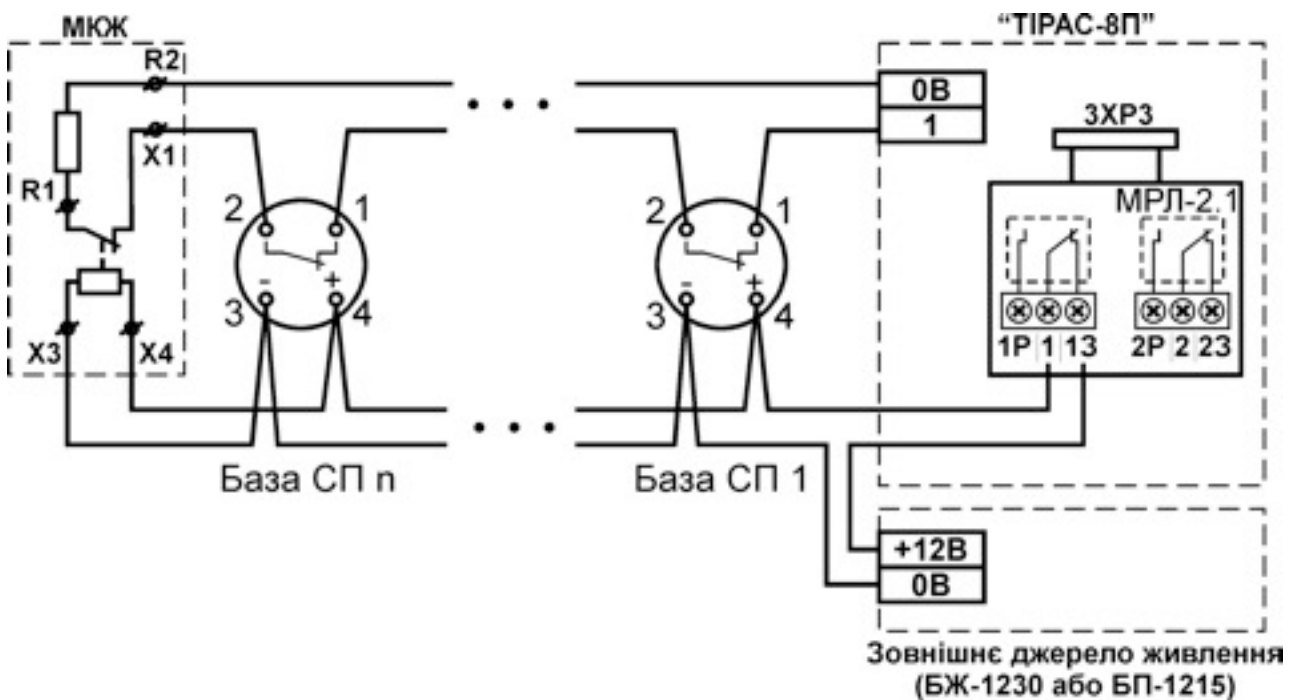 МКЖ
“ТІРАС-8П”
R2
X1
R1
X3
X4
2
1
3
4
-
+
База СП n
2
1
3
4
-
+
База СП 1
0В
1
3ХР3
МРЛ-2.1
1Р 1 13
2Р 2 23
+12В
0В
Зовнішнє джерело живлення
(БЖ-1230 або БП-1215)